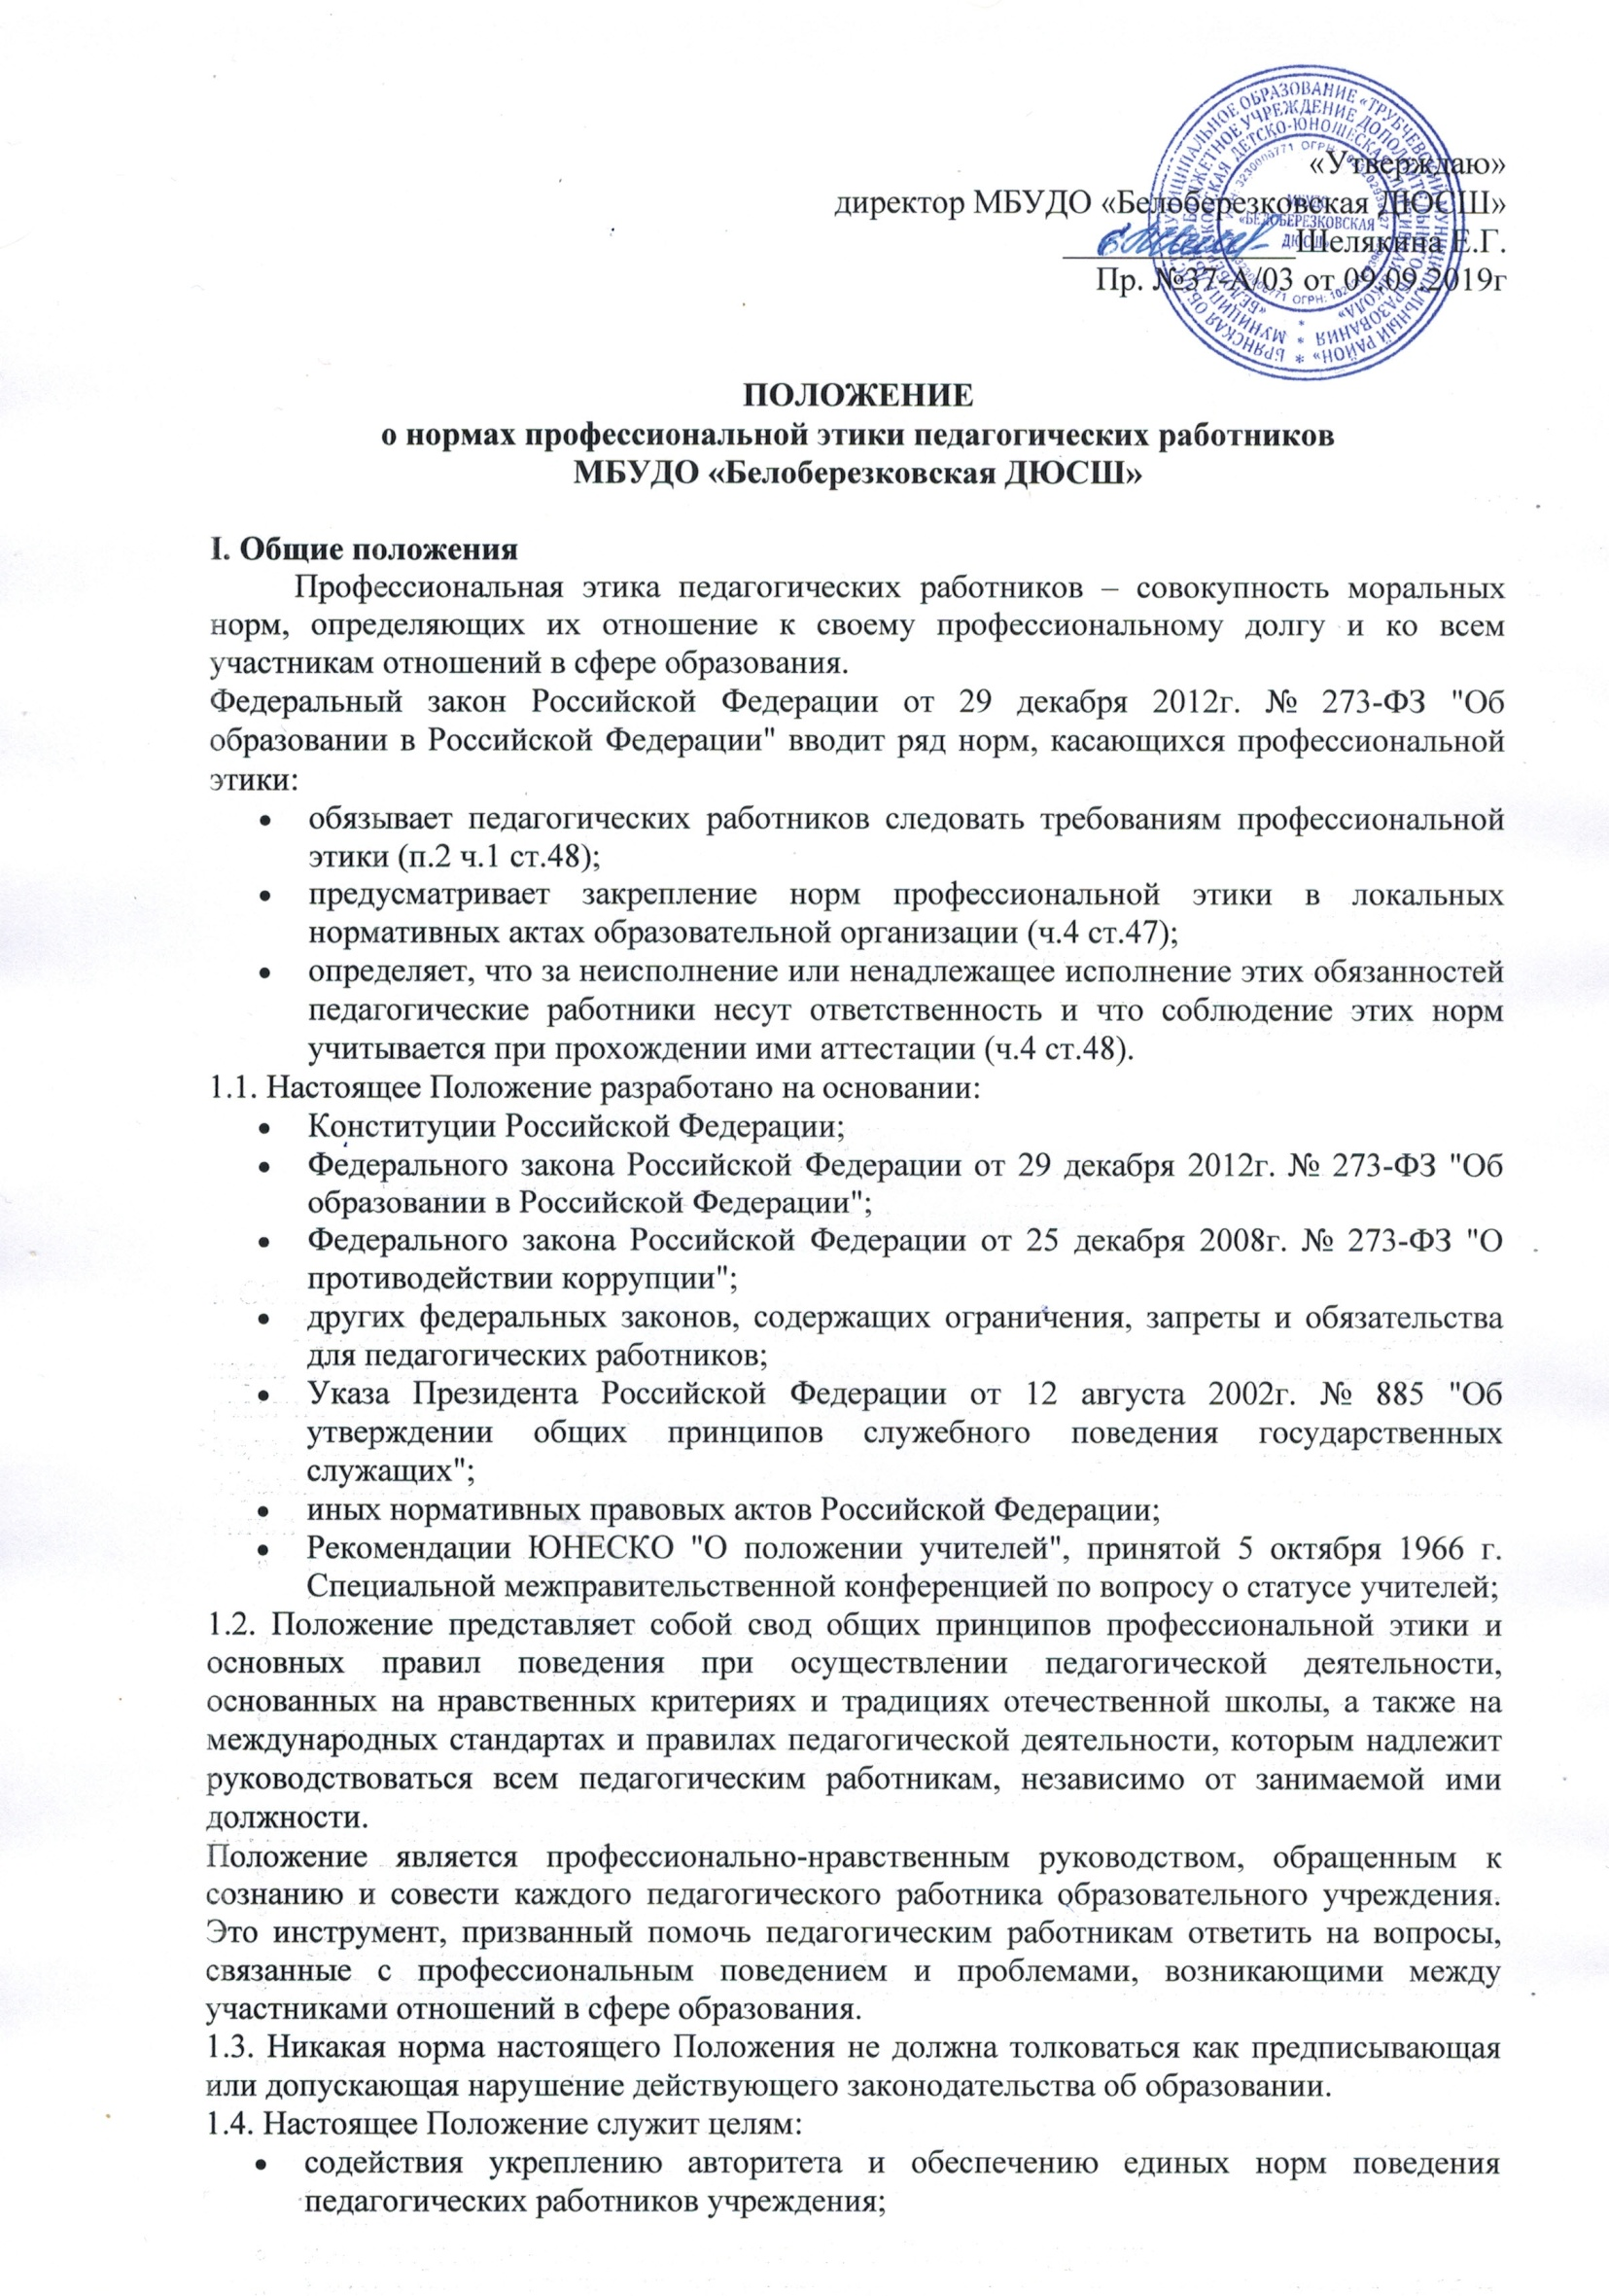 «Утверждаю»
директор МБУДО «Белоберезковская ДЮСШ»
Шелякина Е.Г.
Пр. №37-А/03 от 09.09.2019г
МБУДО
«БЕЛОБЕРЕЗКОВСКАЯ
ДЮСШ»
ПОЛОЖЕНИЕ
о нормах профессиональной этики педагогических работников
МБУДО «Белоберезковская ДЮСШ»
I. Общие положения
Профессиональная этика педагогических работников – совокупность моральных
норм, определяющих их отношение к своему профессиональному долгу и ко всем
участникам отношений в сфере образования.
Федеральный закон Российской Федерации от 29 декабря 2012г. № 273-ФЗ "Об
образовании в Российской Федерации" вводит ряд норм, касающихся профессиональной
этики:
• обязывает педагогических работников следовать требованиям профессиональной
этики (п.2 ч.1 ст.48);
• предусматривает закрепление норм профессиональной этики в локальных
нормативных актах образовательной организации (ч.4 ст.47);
• определяет, что за неисполнение или ненадлежащее исполнение этих обязанностей
педагогические работники несут ответственность и что соблюдение этих норм
учитывается при прохождении ими аттестации (ч.4 ст.48).
1.1. Настоящее Положение разработано на основании:
• Конституции Российской Федерации;
• Федерального закона Российской Федерации от 29 декабря 2012г. № 273-ФЗ "Об
образовании в Российской Федерации";
• Федерального закона Российской Федерации от 25 декабря 2008г. № 273-ФЗ "О
противодействии коррупции";
• других федеральных законов, содержащих ограничения, запреты и обязательства
для педагогических работников;
• Указа Президента Российской Федерации от 12 августа 2002г. № 885 "Об
утверждении общих принципов служебного поведения государственных
служащих";
• иных нормативных правовых актов Российской Федерации;
• Рекомендации ЮНЕСКО "О положении учителей", принятой 5 октября 1966 г.
Специальной межправительственной конференцией по вопросу о статусе учителей;
1.2. Положение представляет собой свод общих принципов профессиональной этики и
основных правил поведения при осуществлении педагогической деятельности,
основанных на нравственных критериях и традициях отечественной школы, а также на
международных стандартах и правилах педагогической деятельности, которым надлежит
руководствоваться всем педагогическим работникам, независимо от занимаемой ими
должности.
Положение является профессионально-нравственным руководством, обращенным к
сознанию и совести каждого педагогического работника образовательного учреждения.
Это инструмент, призванный помочь педагогическим работникам ответить на вопросы,
связанные с профессиональным поведением и проблемами, возникающими между
участниками отношений в сфере образования.
1.3. Никакая норма настоящего Положения не должна толковаться как предписывающая
или допускающая нарушение действующего законодательства об образовании.
1.4. Настоящее Положение служит целям:
• содействия укреплению авторитета и обеспечению единых норм поведения
педагогических работников учреждения;